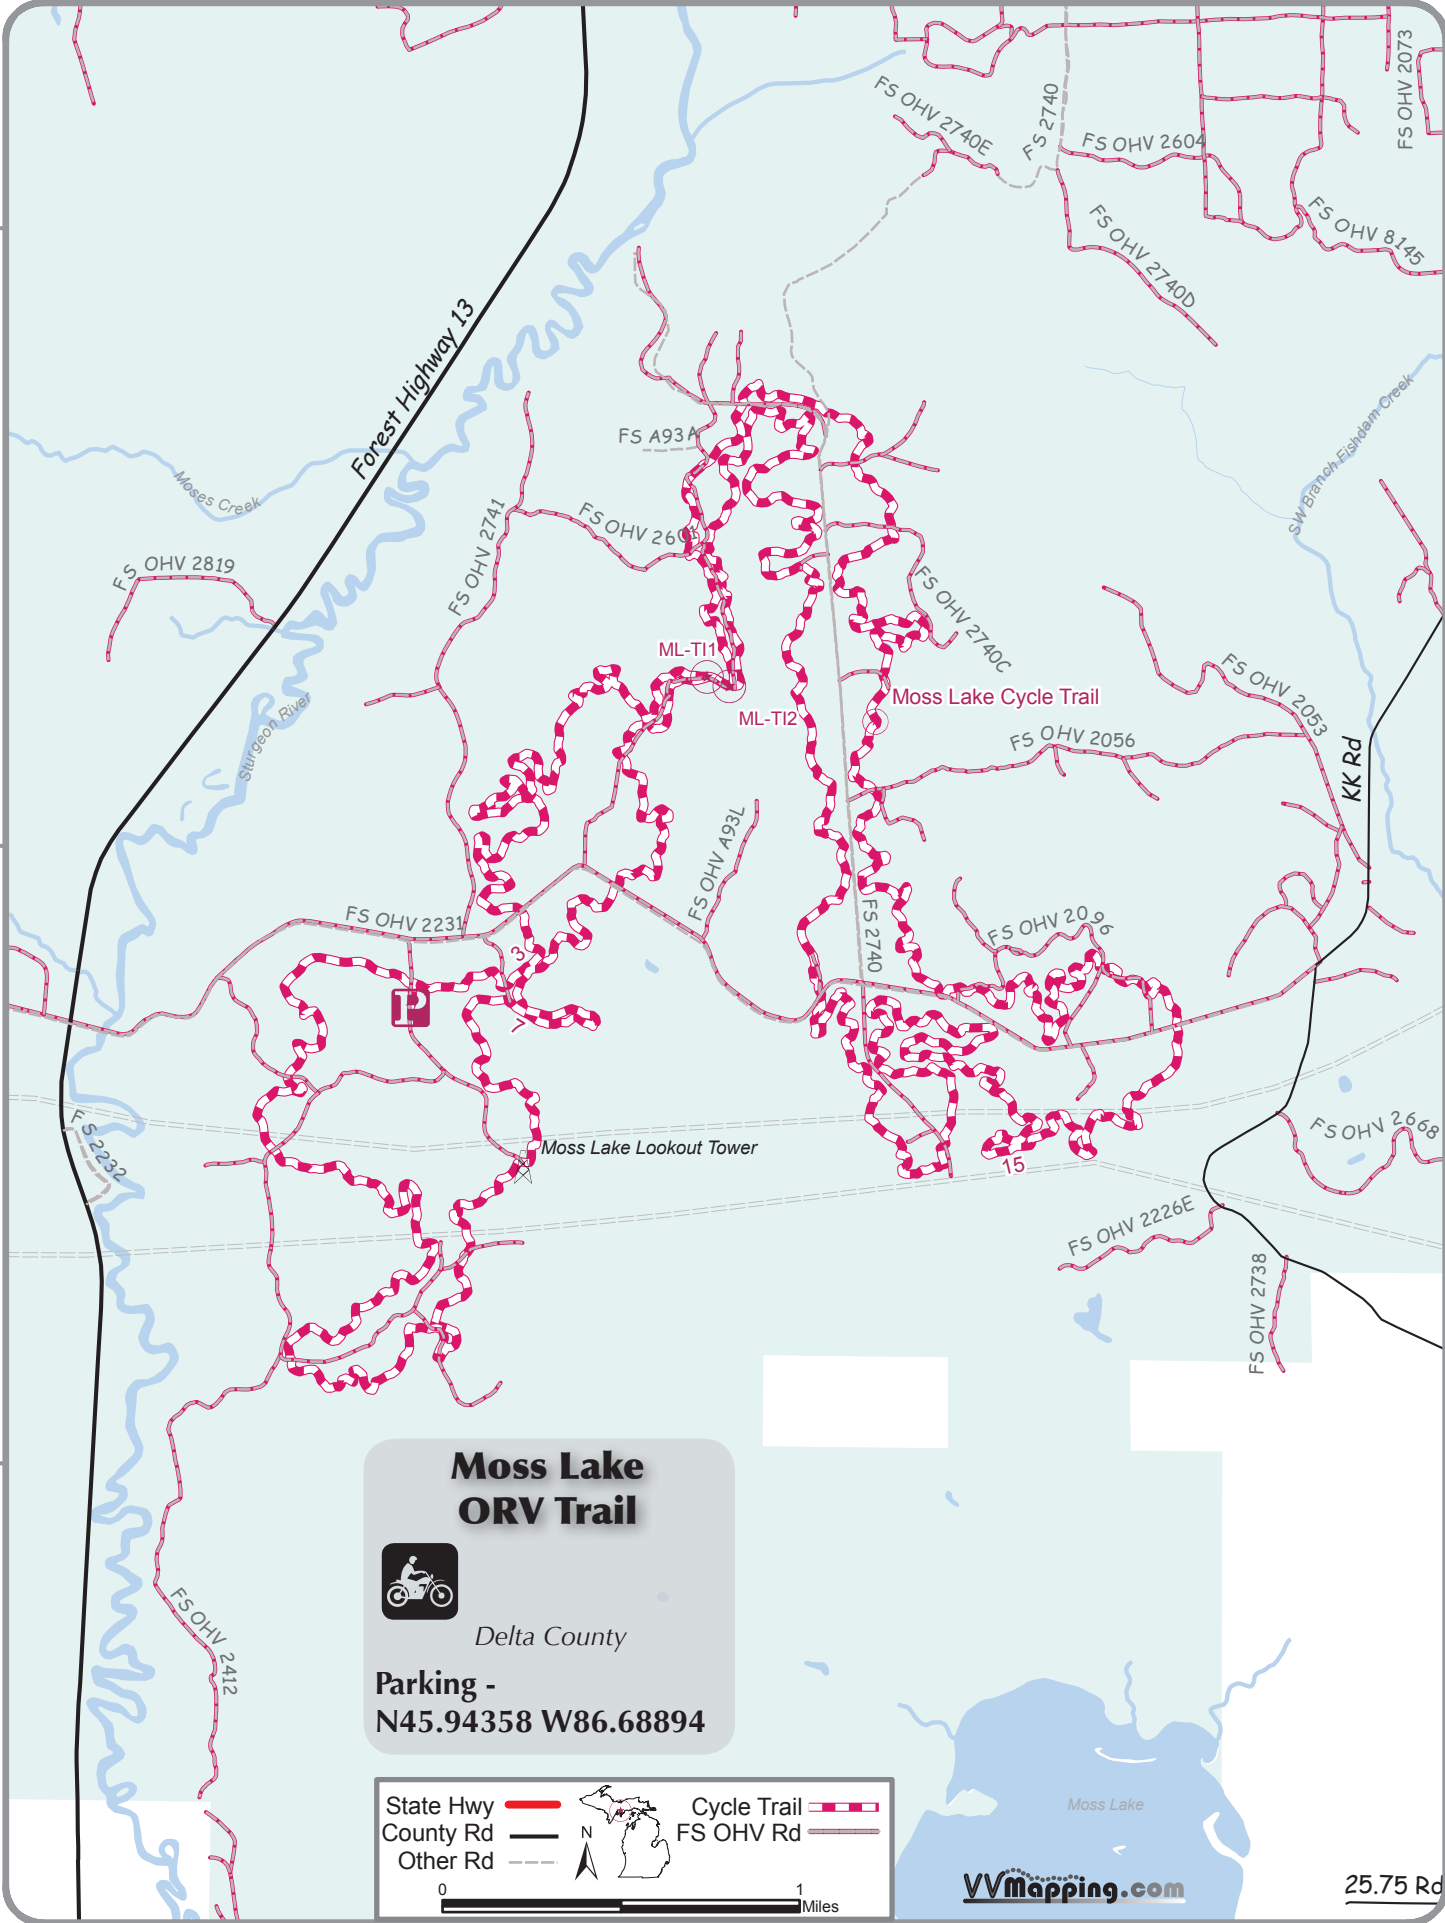 FS OHV 2073
FS OHV 2740E
FS 2740
FS OHV 2604
FS OHV 2740D
FS OHV 8145
Forest Highway 13
FS A93A
SW Branch Fishdam Creek
Moses Creek
FS OHV 2741
FS OHV 2601
FS OHV 2819
FS OHV 2740C
ML-TI1
Moss Lake Cycle Trail
ML-TI2
FS OHV 2053
FS OHV 2056
KK Rd
Sturgeon River
FS OHV A93L
FS OHV 2231
FS 2740
FS OHV 2096
3
P
7
FS 2232
Moss Lake Lookout Tower
15
FS OHV 2668
FS OHV 2226E
FS OHV 2738
Moss Lake
ORV Trail
Delta County
Parking -
N45.94358 W86.68894
FS OHV 2412
State Hwy
County Rd
Other Rd
N
Cycle Trail
FS OHV Rd
0 1
Miles
Moss Lake
VVMapping.com
25.75 Rd